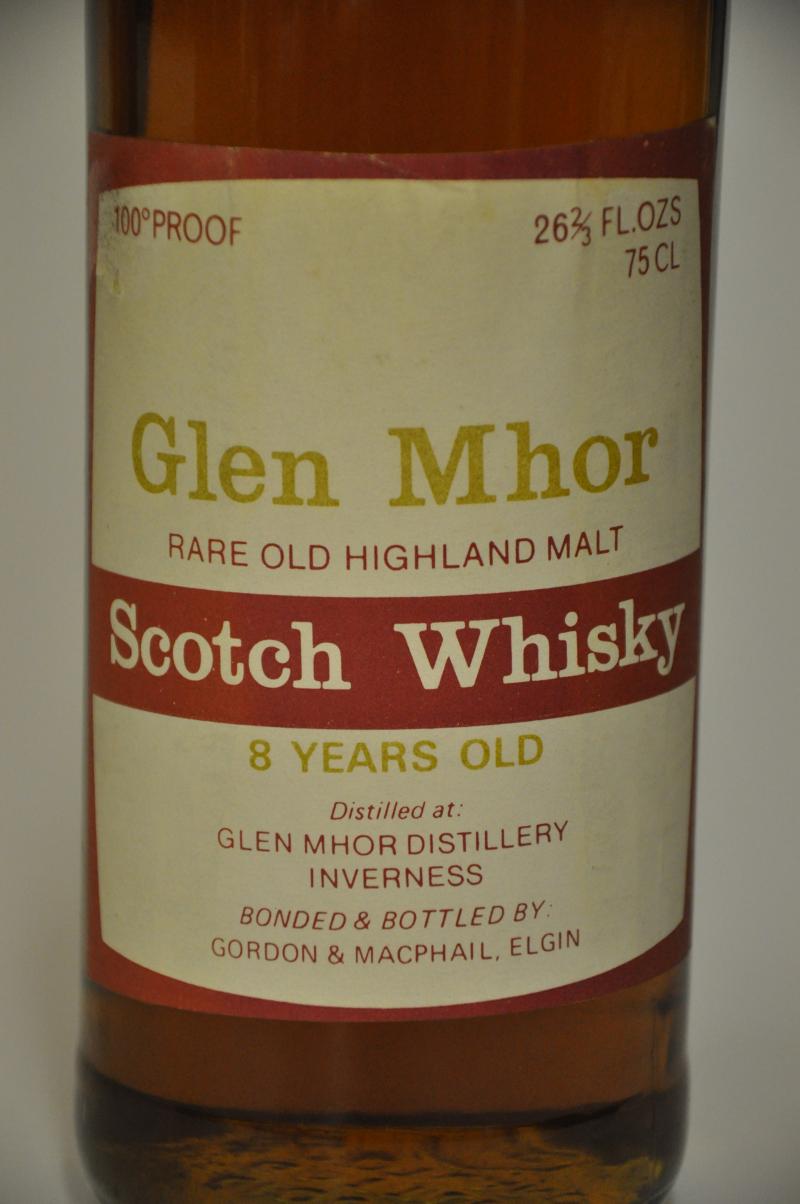 100° PROOF
26⅔ FL.OZS
75 CL
Glen Mhor
RARE OLD HIGHLAND MALT
Scotch Whisky
8 YEARS OLD
Distilled at:
GLEN MHOR DISTILLERY
INVERNESS
BONDED & BOTTLED BY:
GORDON & MACPHAIL, ELGIN